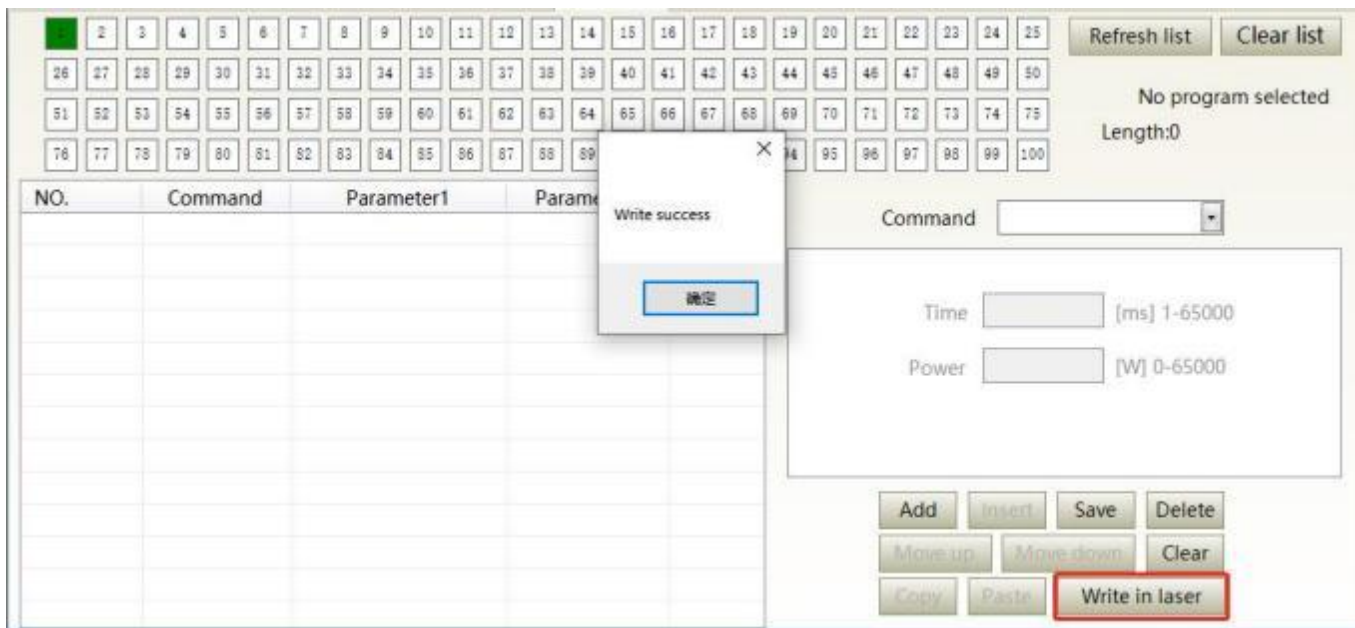 1 2 3 4 5 6 7 8 9 10 11 12 13 14 15 16 17 18 19 20 21 22 23 24 25 Refresh list Clear list
26 27 28 29 30 31 32 33 34 35 36 37 38 39 40 41 42 43 44 45 46 47 48 49 50
No program selected
51 52 53 54 55 56 57 58 59 60 61 62 63 64 65 66 67 68 69 70 71 72 73 74 75
Length:0
76 77 78 79 80 81 82 83 84 85 86 87 88 89 94 95 96 97 98 99 100
NO. Command Parameter1 Parame
Write success
Command
确定
Time [ms] 1-65000
Power [W] 0-65000
Add Insert Save Delete
Move up Move down Clear
Copy Paste Write in laser